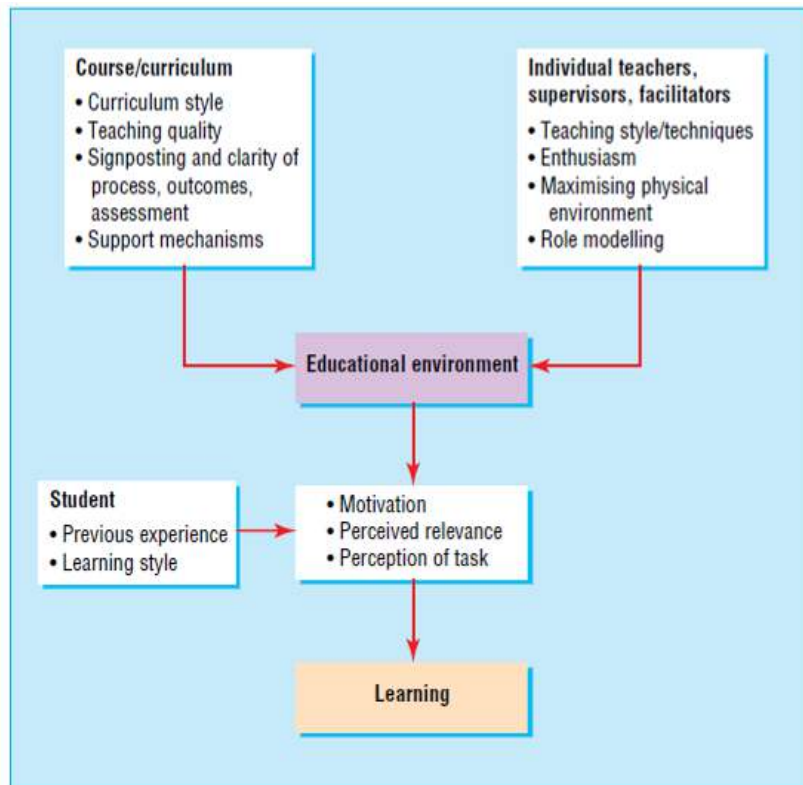 Course/curriculum
• Curriculum style
• Teaching quality
• Signposting and clarity of
process, outcomes,
assessment
• Support mechanisms
Individual teachers,
supervisors, facilitators
• Teaching style/techniques
• Enthusiasm
• Maximising physical
environment
• Role modelling
Educational environment
Student
• Previous experience
• Learning style
• Motivation
• Perceived relevance
• Perception of task
Learning